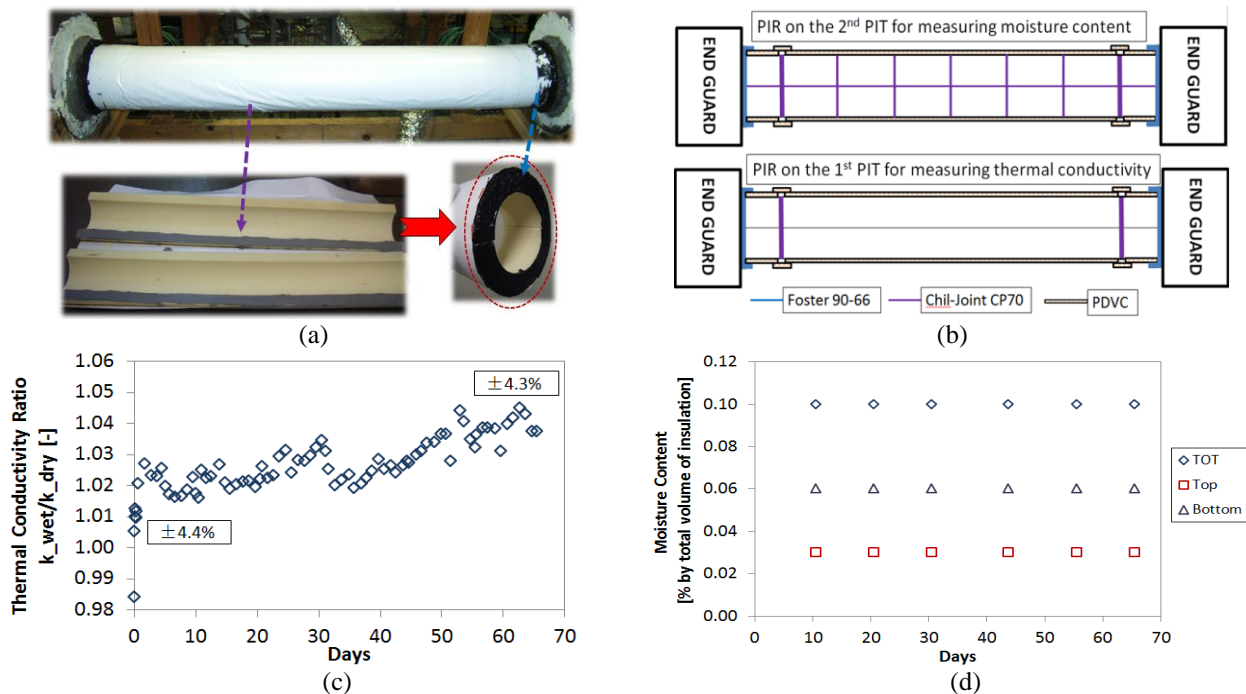 PIR on the 2nd PIT for measuring moisture content
END GUARD
END GUARD
PIR on the 1st PIT for measuring thermal conductivity
END GUARD
END GUARD
Foster 90-66
Chil-Joint CP70
PDVC
(a)
(b)
Thermal Conductivity Ratio
k_wet/k_dry [-]
1.06
1.05
1.04
1.03
1.02
1.01
1.00
0.99
0.98
±4.3%
±4.4%
0 10 20 30 40 50 60 70
Days
(c)
Moisture Content
[% by total volume of insulation]
0.12
0.10
0.08
0.06
0.04
0.02
0.00
TOT
Top
Bottom
0 10 20 30 40 50 60 70
Days
(d)